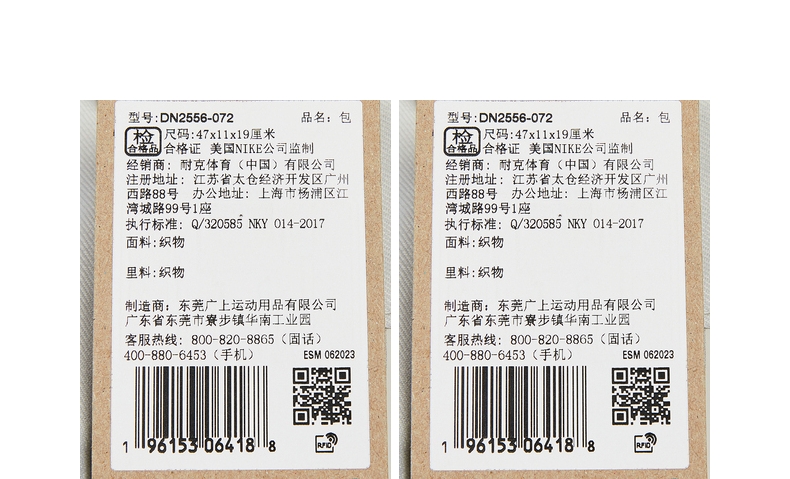 型号:DN2556-072 品名: 包
检 尺码:47x11x19厘米
合格品 合格证 美国NIKE公司监制
经销商: 耐克体育（中国）有限公司
注册地址: 江苏省太仓经济开发区广州
西路88号 办公地址: 上海市杨浦区江
湾城路99号1座
执行标准: Q/320585 NKY 014-2017
面料:织物
里料:织物
制造商: 东莞广上运动用品有限公司
广东省东莞市寮步镇华南工业园
客服热线: 800-820-8865（固话）
400-880-6453（手机） ESM 062023
1 96153 06418 8 RFID
型号:DN2556-072 品名: 包
检 尺码:47x11x19厘米
合格品 合格证 美国NIKE公司监制
经销商: 耐克体育（中国）有限公司
注册地址: 江苏省太仓经济开发区广州
西路88号 办公地址: 上海市杨浦区江
湾城路99号1座
执行标准: Q/320585 NKY 014-2017
面料:织物
里料:织物
制造商: 东莞广上运动用品有限公司
广东省东莞市寮步镇华南工业园
客服热线: 800-820-8865（固话）
400-880-6453（手机） ESM 062023
1 96153 06418 8 RFID